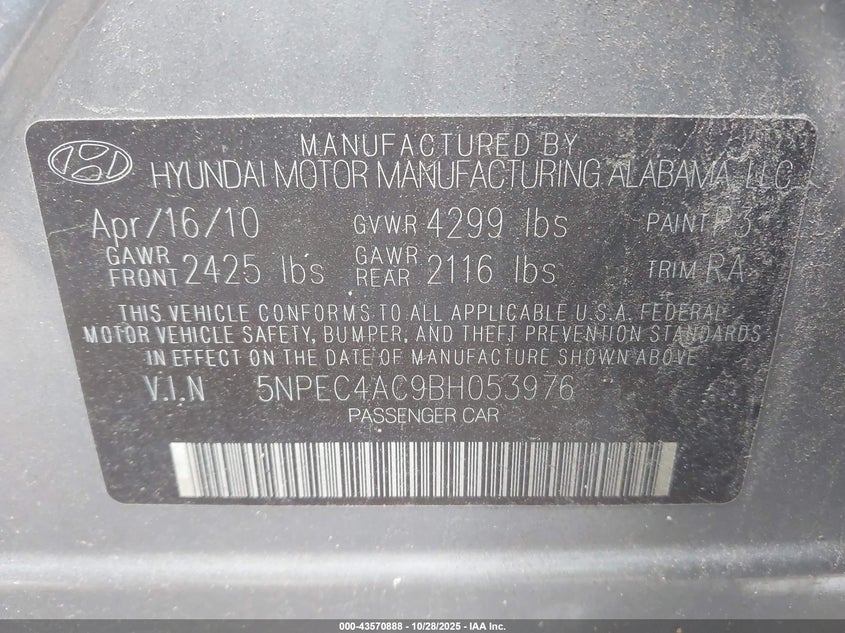 MANUFACTURED BY
HYUNDAI MOTOR MANUFACTURING ALABAMA, LLC
Apr/16/10 GVWR 4299 lbs PAINT P3
GAWR FRONT 2425 lbs GAWR REAR 2116 lbs TRIM RA
THIS VEHICLE CONFORMS TO ALL APPLICABLE U.S.A. FEDERAL
MOTOR VEHICLE SAFETY, BUMPER, AND THEFT PREVENTION STANDARDS
IN EFFECT ON THE DATE OF MANUFACTURE SHOWN ABOVE
V.I.N 5NPEC4AC9BH053976
PASSENGER CAR
000-43570888 - 10/28/2025 - IAA Inc.